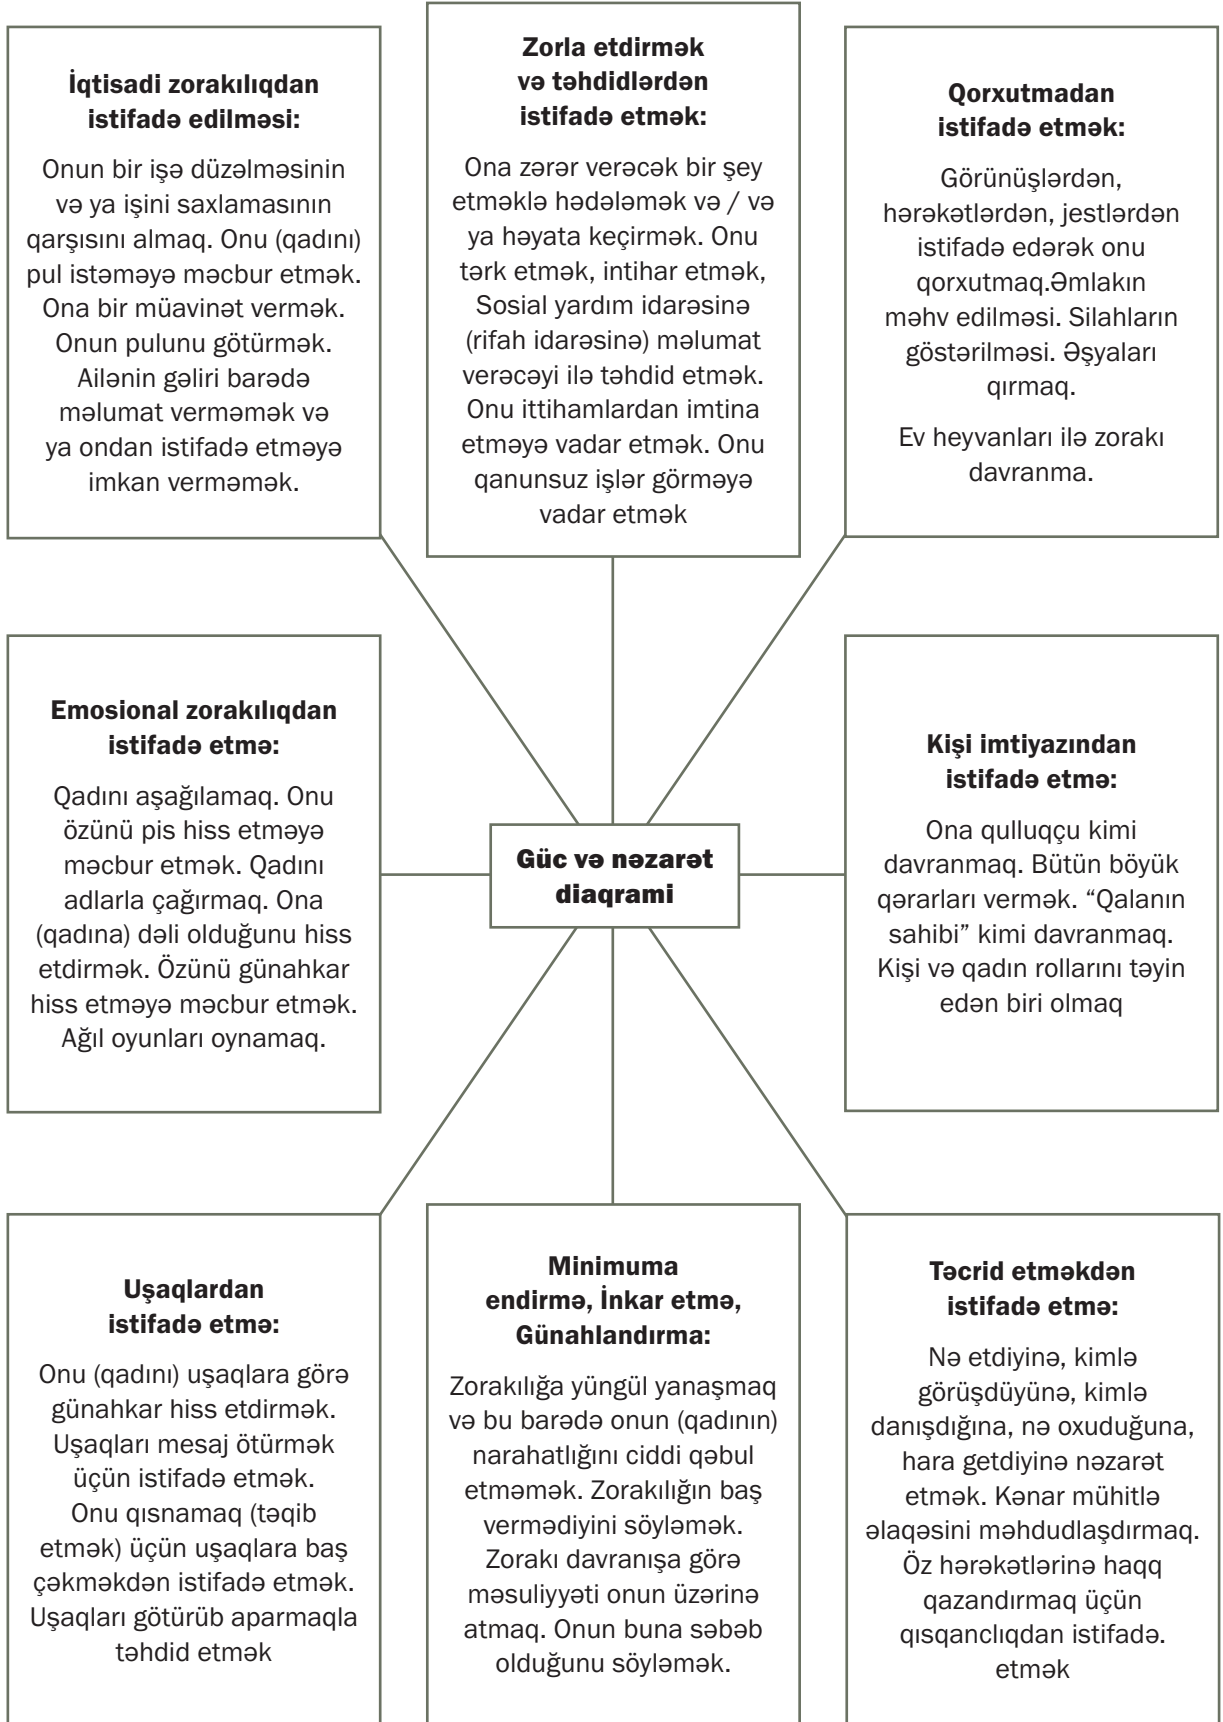 İqtisadi zorakılıqdan
istifadə edilməsi:
Onun bir işə düzəlməsinin
və ya işini saxlamasının
qarşısını almaq. Onu (qadını)
pul istəməyə məcbur etmək.
Ona bir müavinət vermək.
Onun pulunu götürmək.
Ailənin gəliri barədə
məlumat verməmək və
ya ondan istifadə etməyə
imkan verməmək.
Zorla etdirmək
və təhdidlərdən
istifadə etmək:
Ona zərər verəcək bir şey
etməklə hədələmək və / və
ya həyata keçirmək. Onu
tərk etmək, intihar etmək,
Sosial yardım idarəsinə
(rifah idarəsinə) məlumat
verəcəyi ilə təhdid etmək.
Onu ittihamlardan imtina
etməyə vadar etmək. Onu
qanunsuz işlər görməyə
vadar etmək
Qorxutmadan
istifadə etmək:
Görünüşlərdən,
hərəkətlərdən, jestlərdən
istifadə edərək onu
qorxutmaq.Əmlakın
məhv edilməsi. Silahların
göstərilməsi. Əşyaları
qırmaq.
Ev heyvanları ilə zorakı
davranma.
Emosional zorakılıqdan
istifadə etmə:
Qadını aşağılamaq. Onu
özünü pis hiss etməyə
məcbur etmək. Qadını
adlarla çağırmaq. Ona
(qadına) dəli olduğunu hiss
etdirmək. Özünü günahkar
hiss etməyə məcbur etmək.
Ağıl oyunları oynamaq.
Güc və nəzarət
diaqrami
Kişi imtiyazından
istifadə etmə:
Ona qulluqçu kimi
davranmaq. Bütün böyük
qərarları vermək. “Qalanın
sahibi” kimi davranmaq.
Kişi və qadın rollarını təyin
edən biri olmaq
Uşaqlardan
istifadə etmə:
Onu (qadını) uşaqlara görə
günahkar hiss etdirmək.
Uşaqları mesaj ötürmək
üçün istifadə etmək.
Onu qısnamaq (təqib
etmək) üçün uşaqlara baş
çəkməkdən istifadə etmək.
Uşaqları götürüb aparmaqla
təhdid etmək
Minimuma
endirmə, İnkar etmə,
Günahlandırma:
Zorakılığa yüngül yanaşmaq
və bu barədə onun (qadının)
narahatlığını ciddi qəbul
etməmək. Zorakılığın baş
vermədiyini söyləmək.
Zorakı davranışa görə
məsuliyyəti onun üzərinə
atmaq. Onun buna səbəb
olduğunu söyləmək.
Təcrid etməkdən
istifadə etmə:
Nə etdiyinə, kimlə
görüşdüyünə, kimlə
danışdığına, nə oxuduğuna,
hara getdiyinə nəzarət
etmək. Kənar mühitlə
əlaqəsini məhdudlaşdırmaq.
Öz hərəkətlərinə haqq
qazandırmaq üçün
qısqanclıqdan istifadə.
etmək